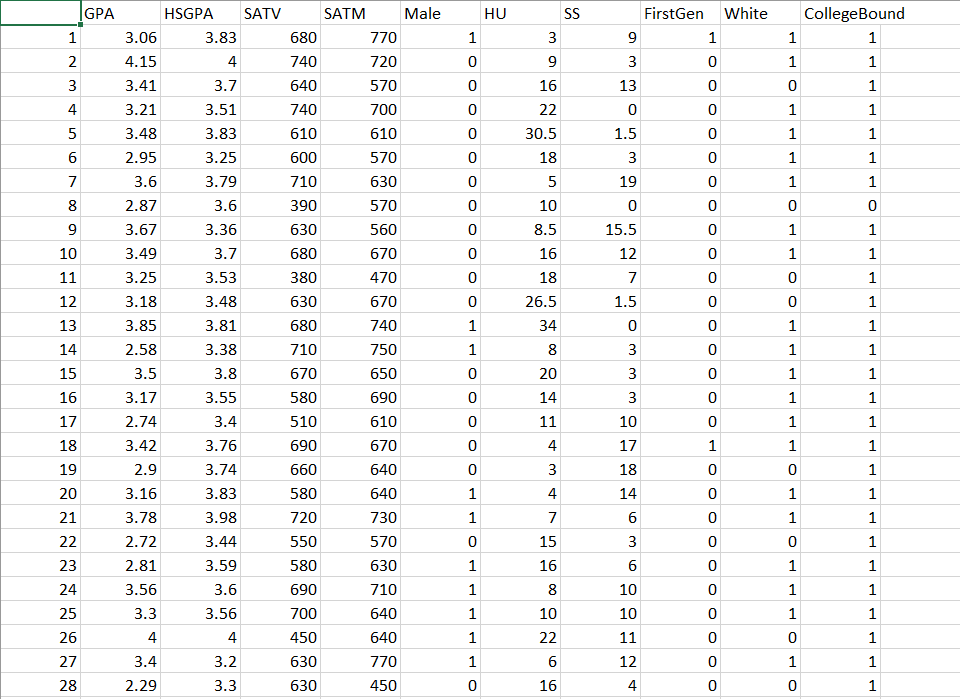 GPA HSGPA SATV SATM Male HU SS FirstGen White CollegeBound
1 3.06 3.83 680 770 1 3 9 1 1 1
2 4.15 4 740 720 0 9 3 0 1 1
3 3.41 3.7 640 570 0 16 13 0 0 1
4 3.21 3.51 740 700 0 22 0 0 1 1
5 3.48 3.83 610 610 0 30.5 1.5 0 1 1
6 2.95 3.25 600 570 0 18 3 0 1 1
7 3.6 3.79 710 630 0 5 19 0 1 1
8 2.87 3.6 390 570 0 10 0 0 0 0
9 3.67 3.36 630 560 0 8.5 15.5 0 1 1
10 3.49 3.7 680 670 0 16 12 0 1 1
11 3.25 3.53 380 470 0 18 7 0 0 1
12 3.18 3.48 630 670 0 26.5 1.5 0 0 1
13 3.85 3.81 680 740 1 34 0 0 1 1
14 2.58 3.38 710 750 1 8 3 0 1 1
15 3.5 3.8 670 650 0 20 3 0 1 1
16 3.17 3.55 580 690 0 14 3 0 1 1
17 2.74 3.4 510 610 0 11 10 0 1 1
18 3.42 3.76 690 670 0 4 17 1 1 1
19 2.9 3.74 660 640 0 3 18 0 0 1
20 3.16 3.83 580 640 1 4 14 0 1 1
21 3.78 3.98 720 730 1 7 6 0 1 1
22 2.72 3.44 550 570 0 15 3 0 0 1
23 2.81 3.59 580 630 1 16 6 0 1 1
24 3.56 3.6 690 710 1 8 10 0 1 1
25 3.3 3.56 700 640 1 10 10 0 1 1
26 4 4 450 640 1 22 11 0 0 1
27 3.4 3.2 630 770 1 6 12 0 1 1
28 2.29 3.3 630 450 0 16 4 0 0 1